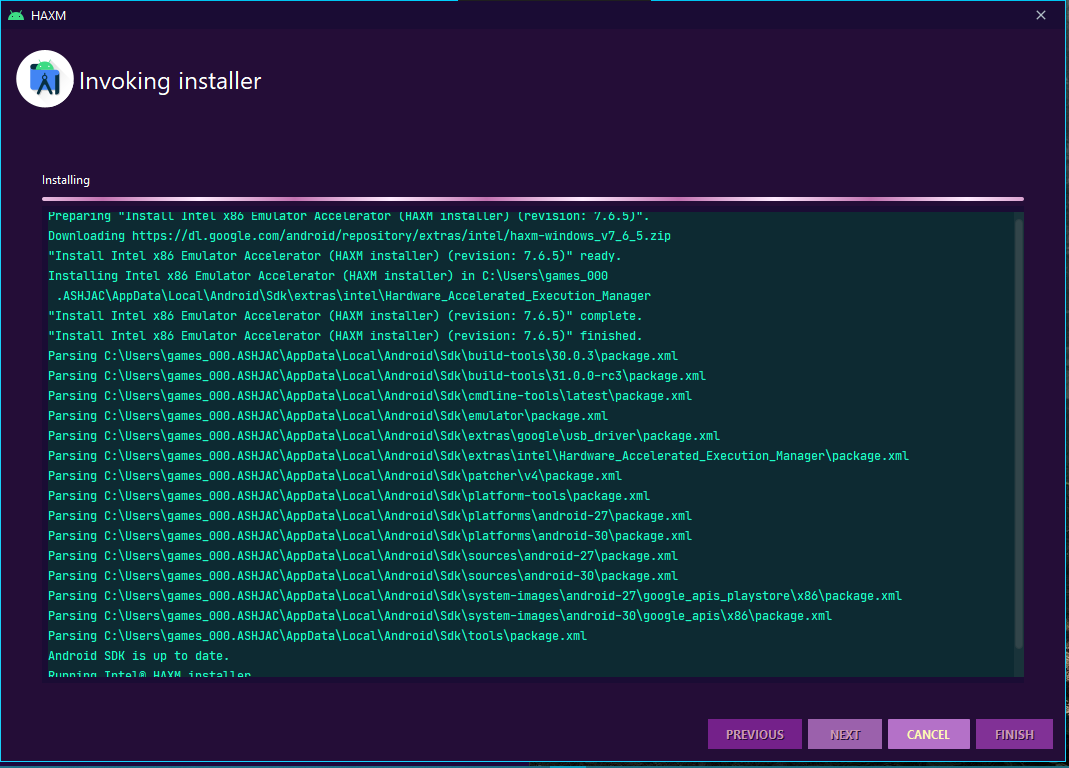 HAXM
Invoking installer
Installing
Preparing "Install Intel x86 Emulator Accelerator (HAXM installer) (revision: 7.6.5)".
Downloading https://dl.google.com/android/repository/extras/intel/haxm-windows_v7_6_5.zip
"Install Intel x86 Emulator Accelerator (HAXM installer) (revision: 7.6.5)" ready.
Installing Intel x86 Emulator Accelerator (HAXM installer) in C:\Users\games_000
.ASHJAC\AppData\Local\Android\Sdk\extras\intel\Hardware_Accelerated_Execution_Manager
"Install Intel x86 Emulator Accelerator (HAXM installer) (revision: 7.6.5)" complete.
"Install Intel x86 Emulator Accelerator (HAXM installer) (revision: 7.6.5)" finished.
Parsing C:\Users\games_000.ASHJAC\AppData\Local\Android\Sdk\build-tools\30.0.3\package.xml
Parsing C:\Users\games_000.ASHJAC\AppData\Local\Android\Sdk\build-tools\31.0.0-rc3\package.xml
Parsing C:\Users\games_000.ASHJAC\AppData\Local\Android\Sdk\cmdline-tools\latest\package.xml
Parsing C:\Users\games_000.ASHJAC\AppData\Local\Android\Sdk\emulator\package.xml
Parsing C:\Users\games_000.ASHJAC\AppData\Local\Android\Sdk\extras\google\usb_driver\package.xml
Parsing C:\Users\games_000.ASHJAC\AppData\Local\Android\Sdk\extras\intel\Hardware_Accelerated_Execution_Manager\package.xml
Parsing C:\Users\games_000.ASHJAC\AppData\Local\Android\Sdk\patcher\v4\package.xml
Parsing C:\Users\games_000.ASHJAC\AppData\Local\Android\Sdk\platform-tools\package.xml
Parsing C:\Users\games_000.ASHJAC\AppData\Local\Android\Sdk\platforms\android-27\package.xml
Parsing C:\Users\games_000.ASHJAC\AppData\Local\Android\Sdk\platforms\android-30\package.xml
Parsing C:\Users\games_000.ASHJAC\AppData\Local\Android\Sdk\sources\android-27\package.xml
Parsing C:\Users\games_000.ASHJAC\AppData\Local\Android\Sdk\sources\android-30\package.xml
Parsing C:\Users\games_000.ASHJAC\AppData\Local\Android\Sdk\system-images\android-27\google_apis_playstore\x86\package.xml
Parsing C:\Users\games_000.ASHJAC\AppData\Local\Android\Sdk\system-images\android-30\google_apis\x86\package.xml
Parsing C:\Users\games_000.ASHJAC\AppData\Local\Android\Sdk\tools\package.xml
Android SDK is up to date.
Running Intel® HAXM installer
PREVIOUS NEXT CANCEL FINISH